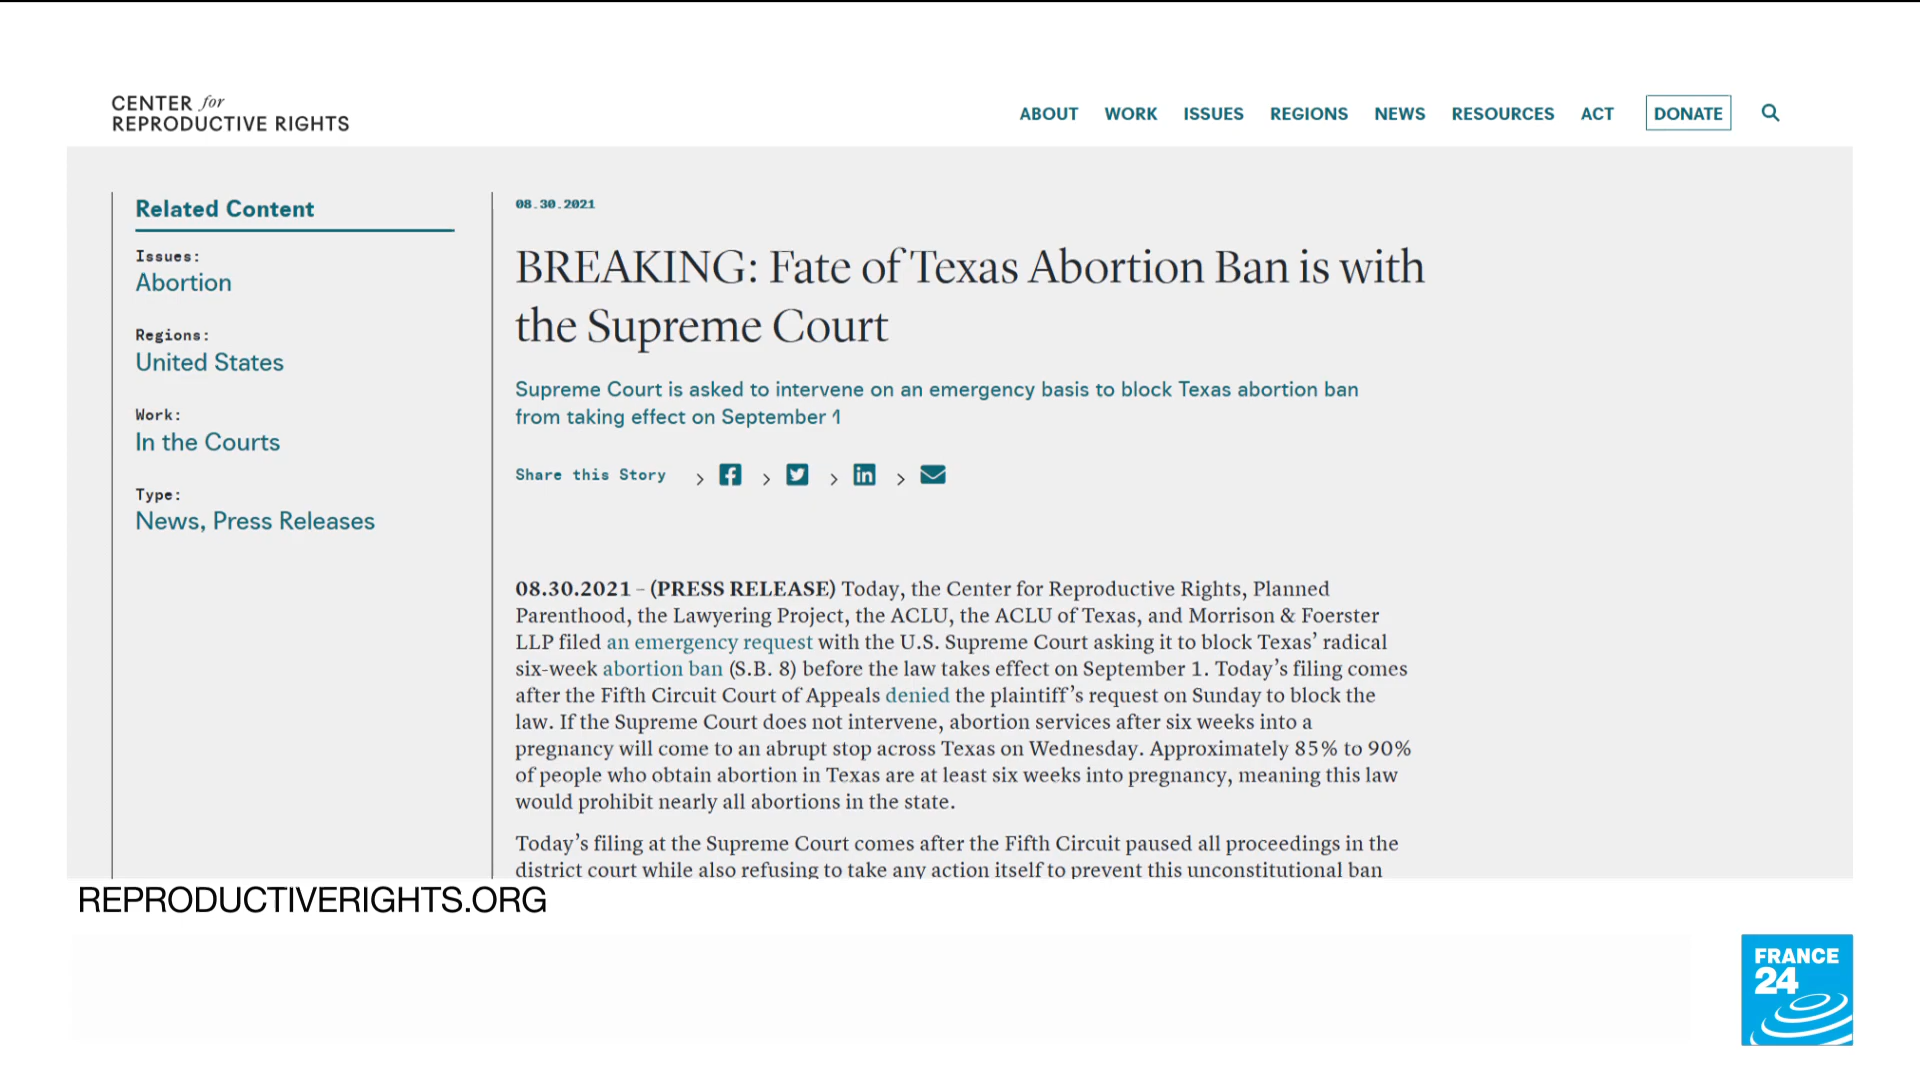 CENTER for
REPRODUCTIVE RIGHTS
ABOUT WORK ISSUES REGIONS NEWS RESOURCES ACT DONATE
Related Content
Issues:
Abortion
Regions:
United States
Work:
In the Courts
Type:
News, Press Releases
08.30.2021
BREAKING: Fate of Texas Abortion Ban is with
the Supreme Court
Supreme Court is asked to intervene on an emergency basis to block Texas abortion ban
from taking effect on September 1
Share this Story
08.30.2021 – (PRESS RELEASE) Today, the Center for Reproductive Rights, Planned
Parenthood, the Lawyering Project, the ACLU, the ACLU of Texas, and Morrison & Foerster
LLP filed an emergency request with the U.S. Supreme Court asking it to block Texas’ radical
six-week abortion ban (S.B. 8) before the law takes effect on September 1. Today’s filing comes
after the Fifth Circuit Court of Appeals denied the plaintiff’s request on Sunday to block the
law. If the Supreme Court does not intervene, abortion services after six weeks into a
pregnancy will come to an abrupt stop across Texas on Wednesday. Approximately 85% to 90%
of people who obtain abortion in Texas are at least six weeks into pregnancy, meaning this law
would prohibit nearly all abortions in the state.
Today’s filing at the Supreme Court comes after the Fifth Circuit paused all proceedings in the
district court while also refusing to take any action itself to prevent this unconstitutional ban
REPRODUCTIVERIGHTS.ORG
FRANCE
24